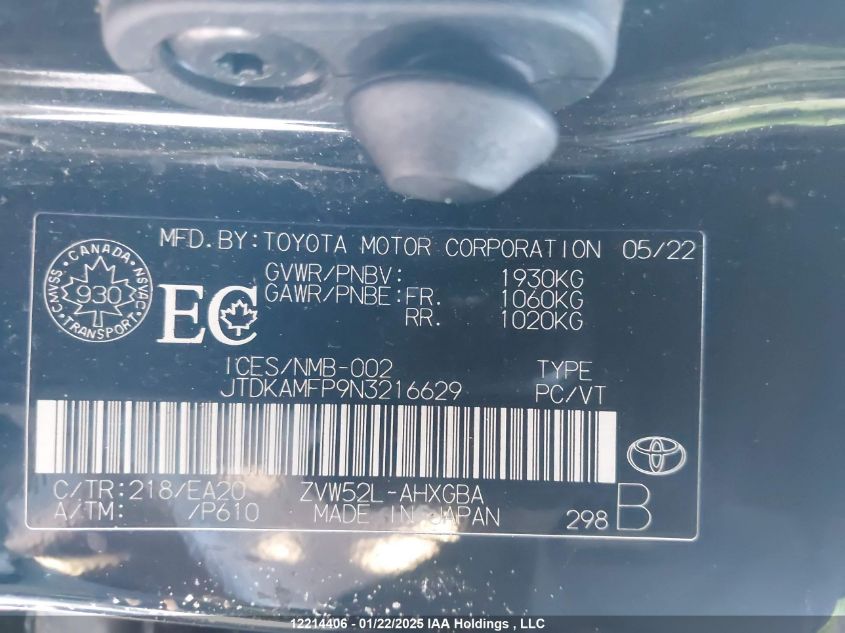 MFD.BY:TOYOTA MOTOR CORPORATION 05/22
CANADA
CMVSS NSVAC
930
TRANSPORT
EC
GVWR/PNBV: 1930KG
GAWR/PNBE:FR. 1060KG
RR. 1020KG
ICES/NMB-002 TYPE
JTDKAMFP9N3216629 PC/VT
C/TR:218/EA20 ZVW52L-AHXGBA
A/TM: /P610 MADE IN JAPAN 298 B
12214406 - 01/22/2025 IAA Holdings , LLC